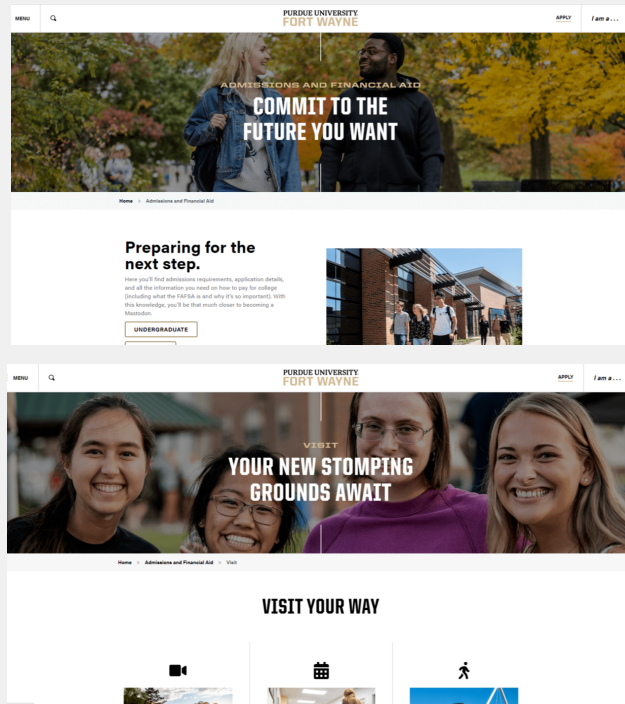 MENU
PURDUE UNIVERSITY
FORT WAYNE
APPLY
I am a . . .
ADMISSIONS AND FINANCIAL AID
COMMIT TO THE
FUTURE YOU WANT
Home > Admissions and Financial Aid
Preparing for the
next step.
Here you'll find admissions requirements, application details,
and all the information you need on how to pay for college
(including what the FAFSA is and why it's so important). With
this knowledge, you'll be that much closer to becoming a
Mastodon.
UNDERGRADUATE
MENU
PURDUE UNIVERSITY
FORT WAYNE
APPLY
I am a . . .
VISIT
YOUR NEW STOMPING
GROUNDS AWAIT
Home > Admissions and Financial Aid > Visit
VISIT YOUR WAY